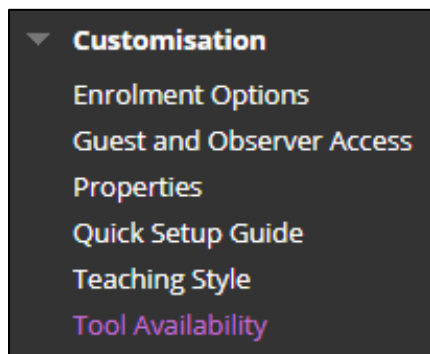 Customisation
Enrolment Options
Guest and Observer Access
Properties
Quick Setup Guide
Teaching Style
Tool Availability